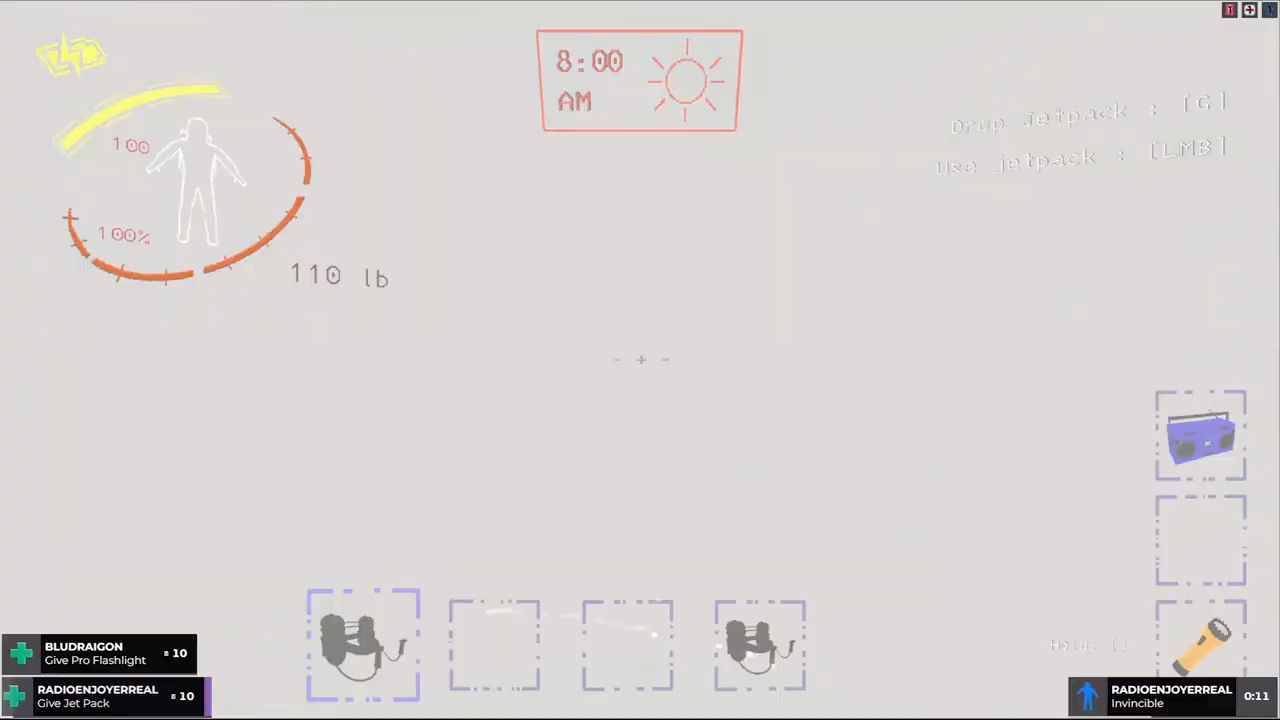 8:00
AM
Drop jetpack : [G]
Use jetpack : [LMB]
100
100%
110 lb
BLUDRAIGON
Give Pro Flashlight
10
RADIOENJOYERREAL
Give Jet Pack
10
RADIOENJOYERREAL
Invincible
0:11